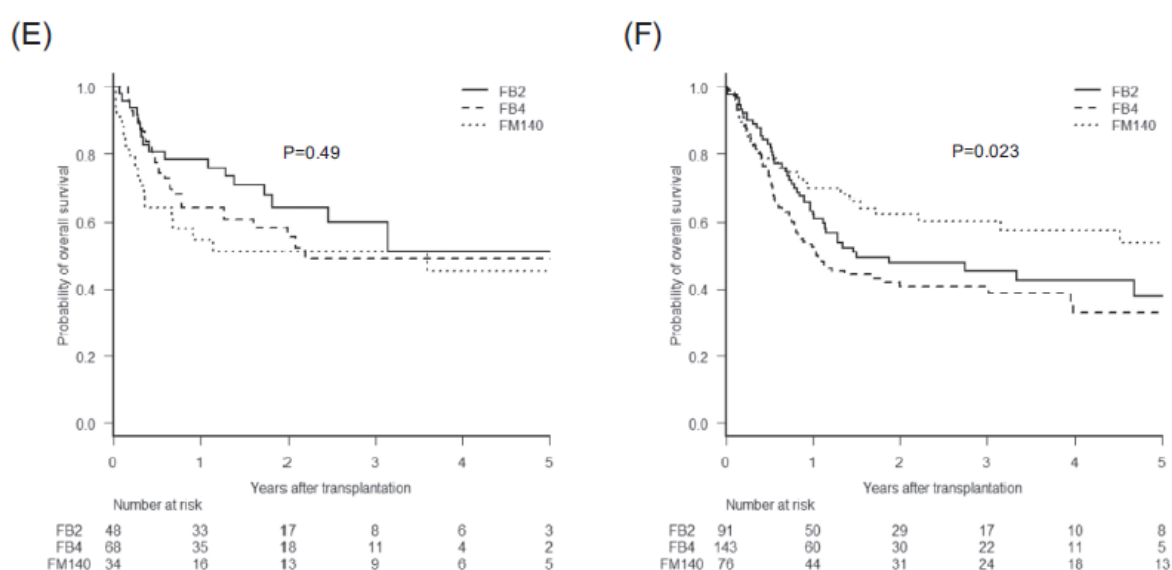 (E)
Probability of overall survival
1.0
0.8
0.6
0.4
0.2
0.0
FB2
FB4
FM140
P=0.49
0 1 2 3 4 5
Years after transplantation
Number at risk
FB2 48 33 17 8 6 3
FB4 68 35 18 11 4 2
FM140 34 16 13 9 6 5
(F)
Probability of overall survival
1.0
0.8
0.6
0.4
0.2
0.0
FB2
FB4
FM140
P=0.023
0 1 2 3 4 5
Years after transplantation
Number at risk
FB2 91 50 29 17 10 8
FB4 143 60 30 22 11 5
FM140 76 44 31 24 18 13